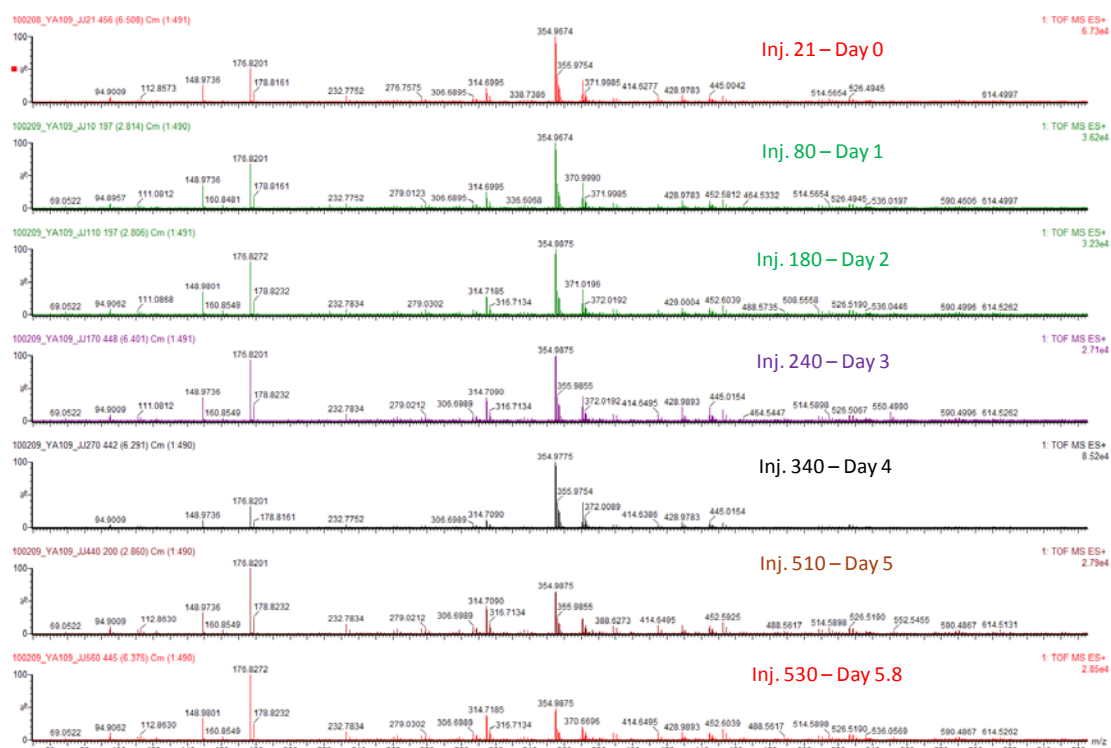 100208_YA109_JJ21 456 (6.508) Cm (1:491)
1: TOF MS ES+
6.73e4
Inj. 21 – Day 0
100
%
94.9009 112.8573 148.9736 176.8201 178.8161 232.7752 276.7575 306.6895 314.6995 338.7386 354.9674 355.9754 371.9985 414.6277 428.9783 445.0042 514.5654 526.4945 614.4997
0
100209_YA109_JJ10 197 (2.814) Cm (1:490)
1: TOF MS ES+
3.62e4
Inj. 80 – Day 1
100
%
69.0522 94.8957 111.0812 148.9736 160.8481 176.8201 178.8161 232.7752 279.0123 306.6895 314.6995 336.6068 354.9674 370.9990 371.9985 428.9783 452.5812 464.5332 514.5654 526.4945 536.0197 590.4606 614.4997
0
100209_YA109_JJ110 197 (2.806) Cm (1:491)
1: TOF MS ES+
3.23e4
Inj. 180 – Day 2
100
%
69.0522 94.9062 111.0868 148.9801 160.8549 176.8272 178.8232 232.7834 279.0302 314.7185 316.7134 354.9875 371.0196 372.0192 429.0004 452.6039 488.5735 508.5558 526.5190 536.0446 590.4996 614.5262
0
100209_YA109_JJ170 448 (6.401) Cm (1:491)
1: TOF MS ES+
2.71e4
Inj. 240 – Day 3
100
%
69.0522 94.9009 111.0812 148.9736 160.8549 176.8201 178.8232 232.7834 279.0212 306.6989 314.7090 316.7134 354.9875 355.9855 372.0192 414.6495 428.9893 445.0154 464.5447 514.5898 526.5067 550.4990 590.4996 614.5262
0
100209_YA109_JJ270 442 (6.291) Cm (1:490)
1: TOF MS ES+
8.52e4
Inj. 340 – Day 4
100
%
94.9009 148.9736 176.8201 178.8161 232.7752 306.6989 314.7090 354.9775 355.9754 372.0089 414.6386 428.9783 445.0154
0
100209_YA109_JJ440 200 (2.860) Cm (1:490)
1: TOF MS ES+
2.79e4
Inj. 510 – Day 5
100
%
69.0522 94.9009 112.8630 148.9736 160.8549 176.8201 178.8232 232.7834 279.0212 306.6989 314.7090 316.7134 354.9875 355.9855 388.6273 414.6495 452.5925 488.5617 514.5898 526.5190 552.5455 590.4867 614.5131
0
100209_YA109_JJ560 445 (6.375) Cm (1:490)
1: TOF MS ES+
2.85e4
Inj. 530 – Day 5.8
100
%
69.0522 94.9062 112.8630 148.9801 160.8549 176.8272 178.8232 232.7834 279.0302 306.6989 314.7185 316.7134 354.9875 370.6696 414.6495 428.9893 452.6039 488.5617 514.5898 526.5190 536.0569 590.4867 614.5262
0
m/z